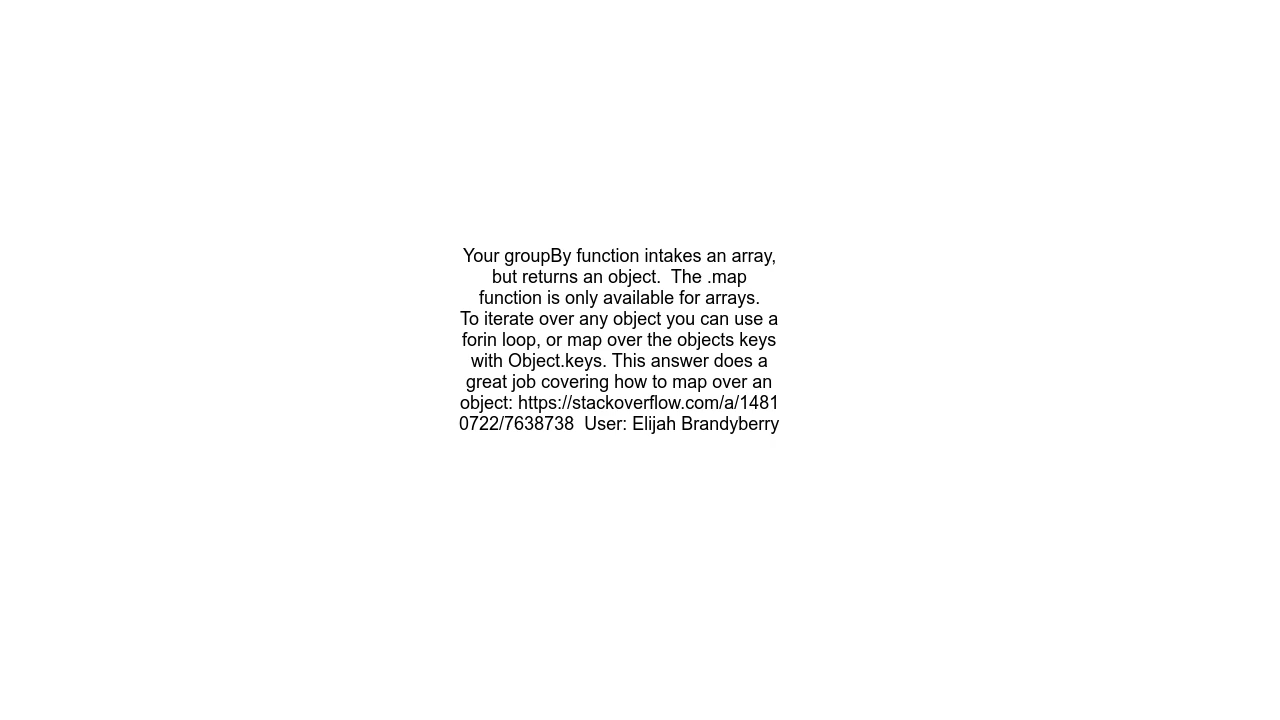 Your groupBy function intakes an array,
but returns an object.  The .map
function is only available for arrays.
To iterate over any object you can use a
forin loop, or map over the objects keys
with Object.keys. This answer does a
great job covering how to map over an
object: https://stackoverflow.com/a/1481
0722/7638738  User: Elijah Brandyberry